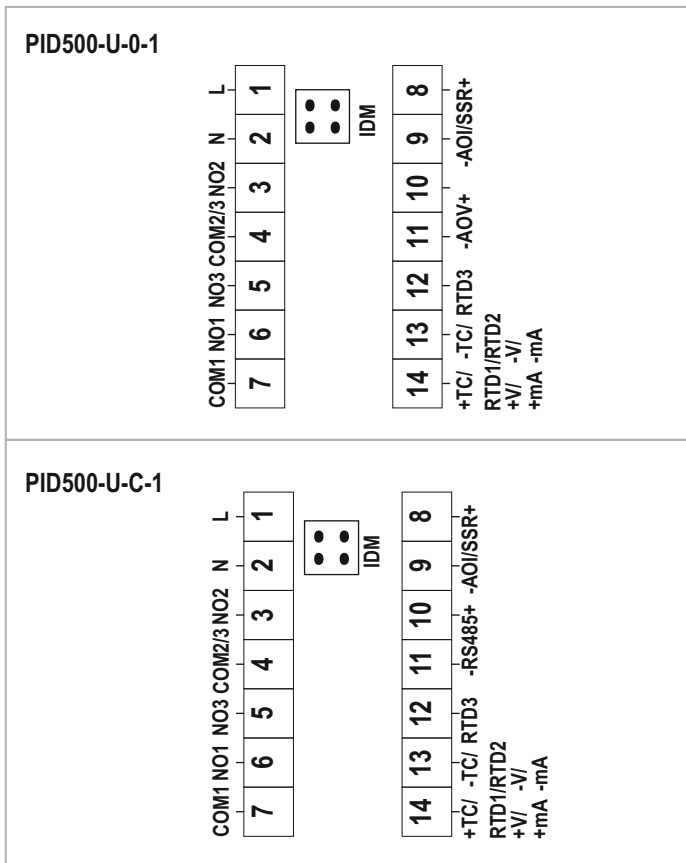 PID500-U-0-1
L
N
COM2/3 NO2
NO3
COM1 NO1
1
2
3
4
5
6
7
IDM
8
9
10
11
12
13
14
-AOI/SSR+
-AOV+
+TC/ -TC/ RTD3
RTD1/RTD2
+V/ -V/
+mA -mA
PID500-U-C-1
L
N
COM2/3 NO2
NO3
COM1 NO1
1
2
3
4
5
6
7
IDM
8
9
10
11
12
13
14
-AOI/SSR+
-RS485+
+TC/ -TC/ RTD3
RTD1/RTD2
+V/ -V/
+mA -mA